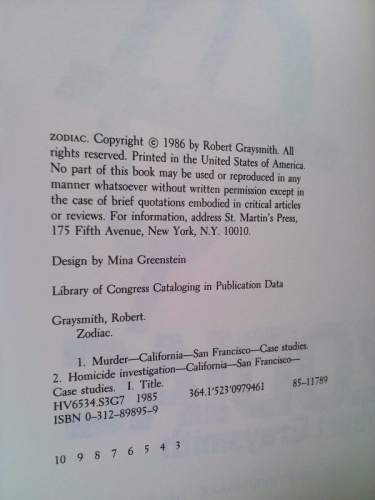 ZODIAC. Copyright © 1986 by Robert Graysmith. All
rights reserved. Printed in the United States of America.
No part of this book may be used or reproduced in any
manner whatsoever without written permission except in
the case of brief quotations embodied in critical articles
or reviews. For information, address St. Martin's Press,
175 Fifth Avenue, New York, N.Y. 10010.
Design by Mina Greenstein
Library of Congress Cataloging in Publication Data
Graysmith, Robert.
Zodiac.
1. Murder—California—San Francisco—Case studies.
2. Homicide investigation—California—San Francisco—
Case studies. I. Title.
HV6534.S3G7 1985 364.1'523'0979461 85-11789
ISBN 0-312-89895-9
10 9 8 7 6 5 4 3